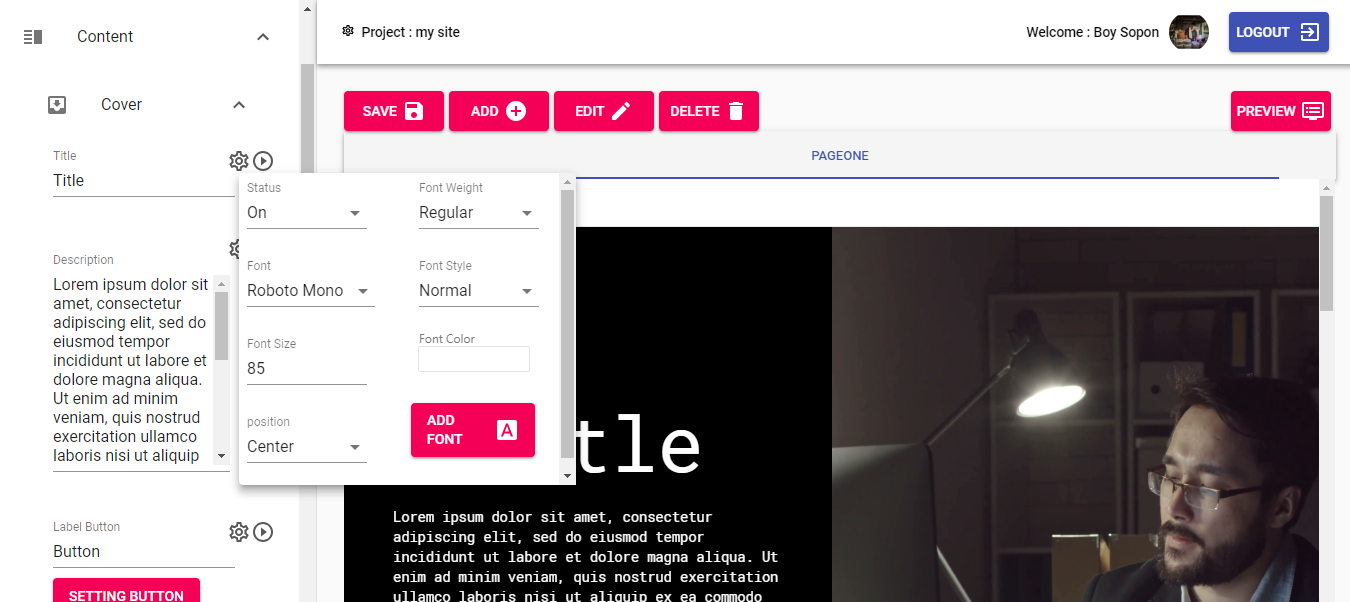 Content
Project : my site
Welcome : Boy Sopon
LOGOUT
Cover
SAVE
ADD
EDIT
DELETE
PREVIEW
PAGEONE
Title
Title
Description
Lorem ipsum dolor sit
amet, consectetur
adipiscing elit, sed do
eiusmod tempor
incididunt ut labore et
dolore magna aliqua.
Ut enim ad minim
veniam, quis nostrud
exercitation ullamco
laboris nisi ut aliquip
Label Button
Button
SETTING BUTTON
Status
On
Font Weight
Regular
Font
Roboto Mono
Font Style
Normal
Font Size
85
Font Color
position
Center
ADD
FONT
A
tle
Lorem ipsum dolor sit amet, consectetur
adipiscing elit, sed do eiusmod tempor
incididunt ut labore et dolore magna aliqua. Ut
enim ad minim veniam, quis nostrud exercitation
ullamco laboris nisi ut aliquip ex ea commodo